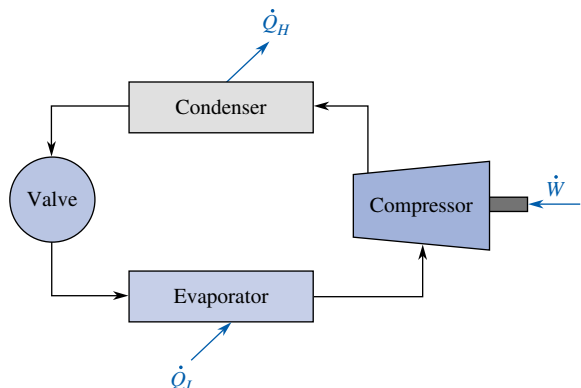 Q̇H
Condenser
Valve
Compressor
Ẇ
Evaporator
Q̇L